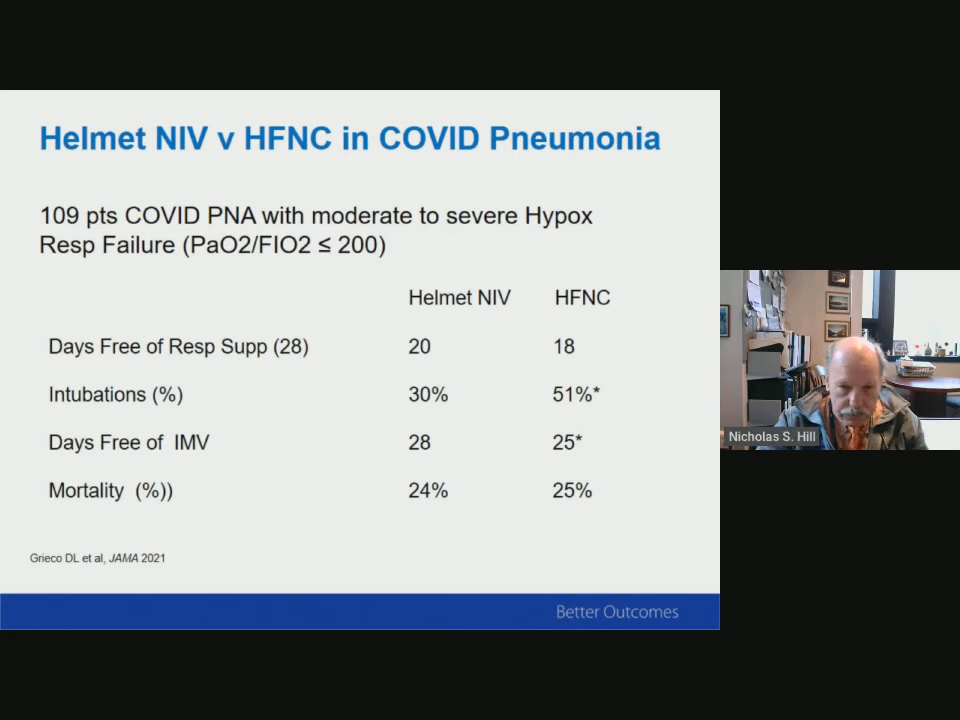 Helmet NIV v HFNC in COVID Pneumonia
109 pts COVID PNA with moderate to severe Hypox
Resp Failure (PaO2/FIO2 ≤ 200)
Helmet NIV HFNC
Days Free of Resp Supp (28) 20 18
Intubations (%) 30% 51%*
Days Free of IMV 28 25*
Mortality (%)) 24% 25%
Grieco DL et al, JAMA 2021
Better Outcomes
Nicholas S. Hill